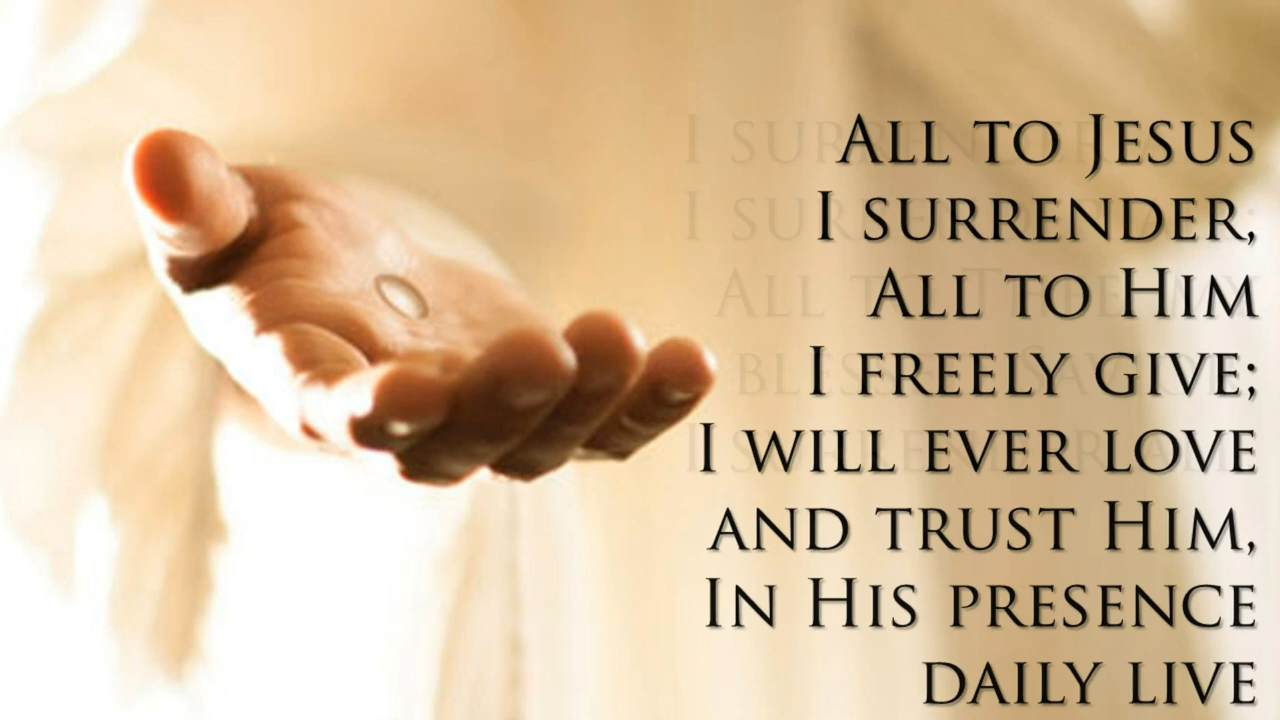 All to Jesus
I surrender,
All to Him
I freely give;
I will ever love
and trust Him,
In His presence
daily live